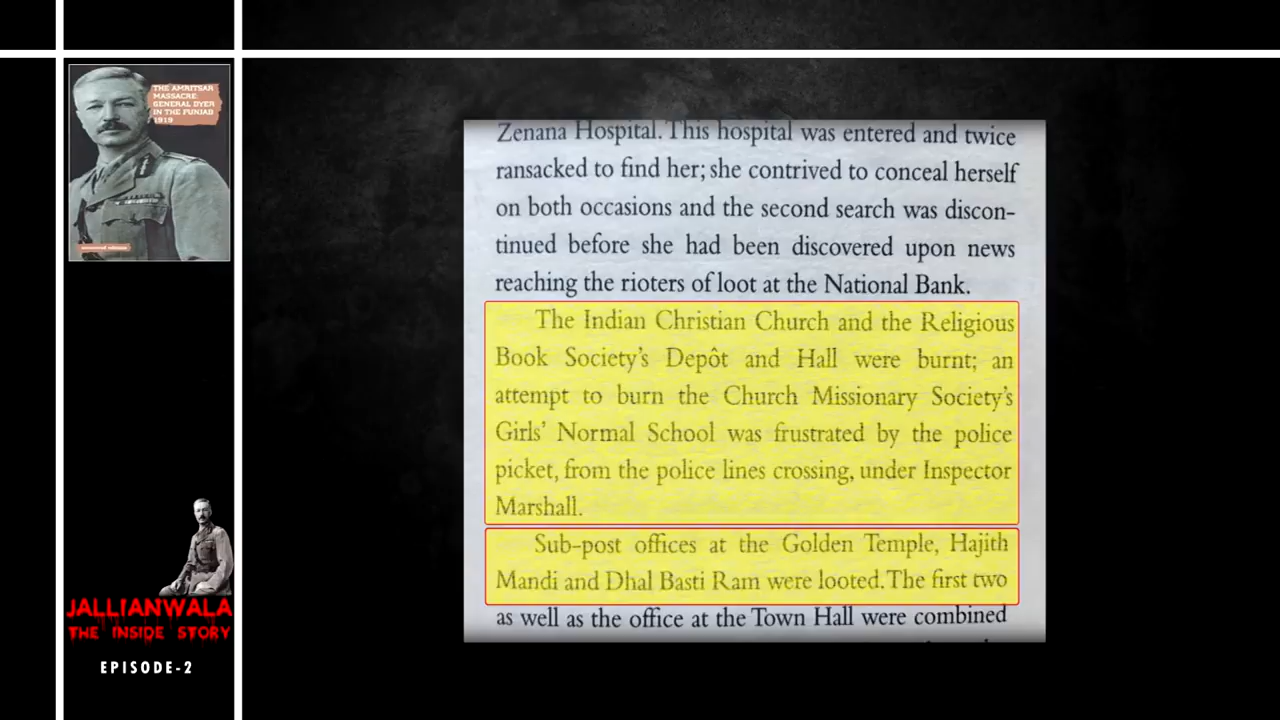 THE AMRITSAR
MASSACRE
GENERAL DYER
IN THE PUNJAB
1919
JALLIANWALA
THE INSIDE STORY
EPISODE-2
Zenana Hospital. This hospital was entered and twice
ransacked to find her; she contrived to conceal herself
on both occasions and the second search was discon-
tinued before she had been discovered upon news
reaching the rioters of loot at the National Bank.
The Indian Christian Church and the Religious
Book Society's Depôt and Hall were burnt; an
attempt to burn the Church Missionary Society's
Girls' Normal School was frustrated by the police
picket, from the police lines crossing, under Inspector
Marshall.
Sub-post offices at the Golden Temple, Hajith
Mandi and Dhal Basti Ram were looted. The first two
as well as the office at the Town Hall were combined